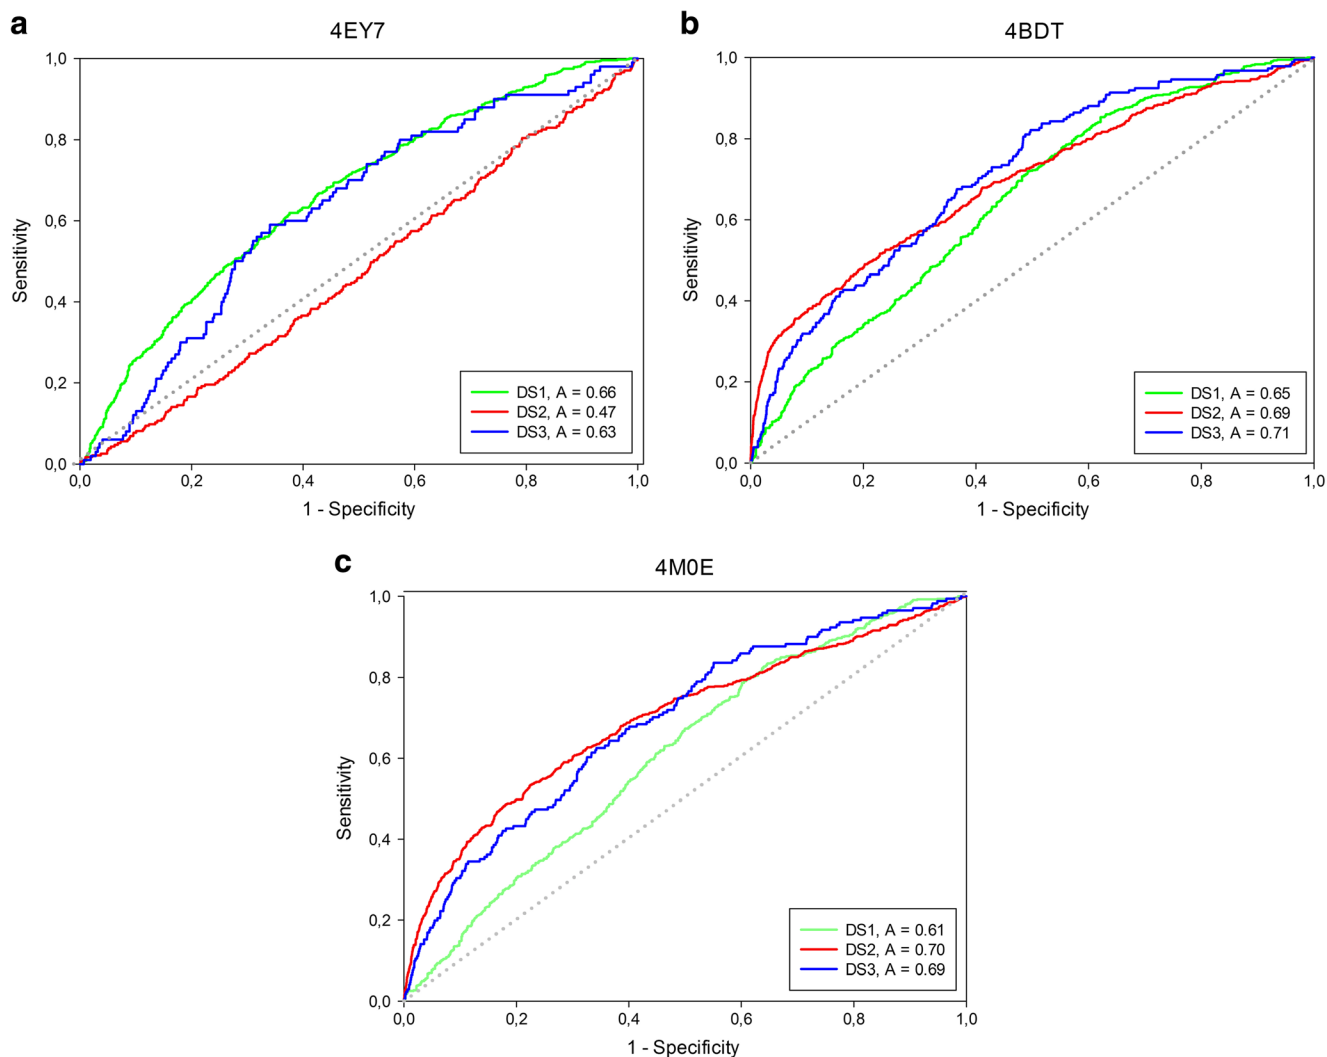 a
4EY7
1,0
0,8
0,6
0,4
0,2
0,0
Sensitivity
0,0 0,2 0,4 0,6 0,8 1,0
1 - Specificity
DS1, A = 0.66
DS2, A = 0.47
DS3, A = 0.63
b
4BDT
1,0
0,8
0,6
0,4
0,2
0,0
Sensitivity
0,0 0,2 0,4 0,6 0,8 1,0
1 - Specificity
DS1, A = 0.65
DS2, A = 0.69
DS3, A = 0.71
c
4M0E
1,0
0,8
0,6
0,4
0,2
0,0
Sensitivity
0,0 0,2 0,4 0,6 0,8 1,0
1 - Specificity
DS1, A = 0.61
DS2, A = 0.70
DS3, A = 0.69